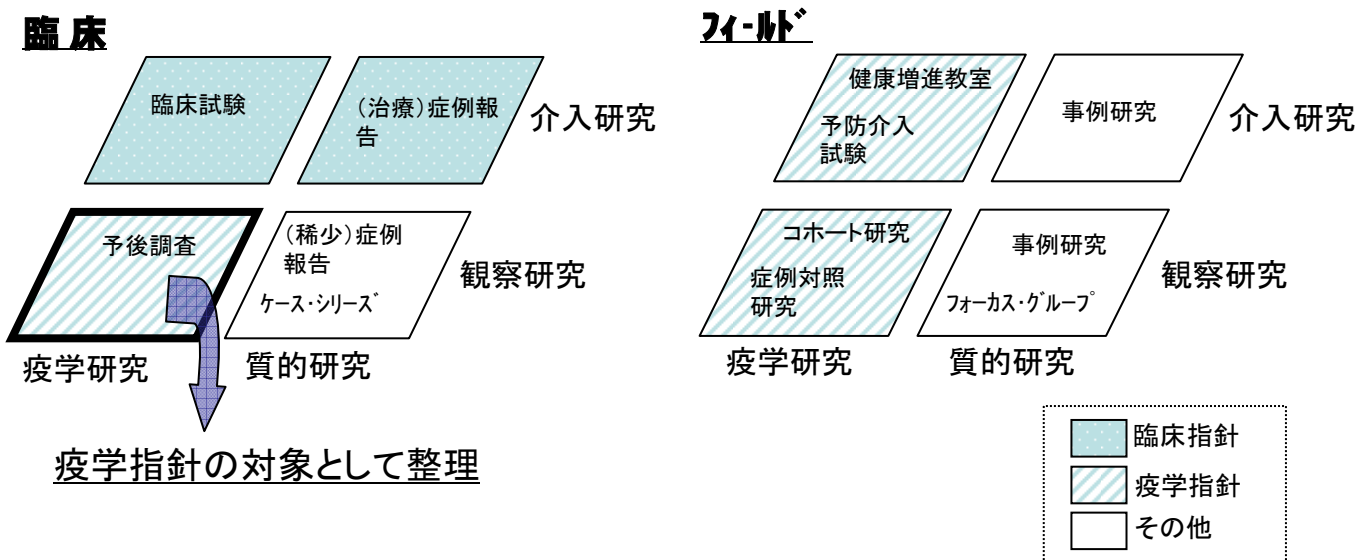 臨 床
臨床試験
（治療）症例報
告
介入研究
予後調査
（稀少）症例
報告
ｹｰｽ･ｼﾘｰｽﾞ
観察研究
疫学研究
質的研究
疫学指針の対象として整理
ﾌｨｰﾙﾄﾞ
健康増進教室
予防介入
試験
事例研究
介入研究
コホート研究
症例対照
研究
事例研究
ﾌｫｰｶｽ･ｸﾞﾙｰﾌﾟ
観察研究
疫学研究
質的研究
臨床指針
疫学指針
その他